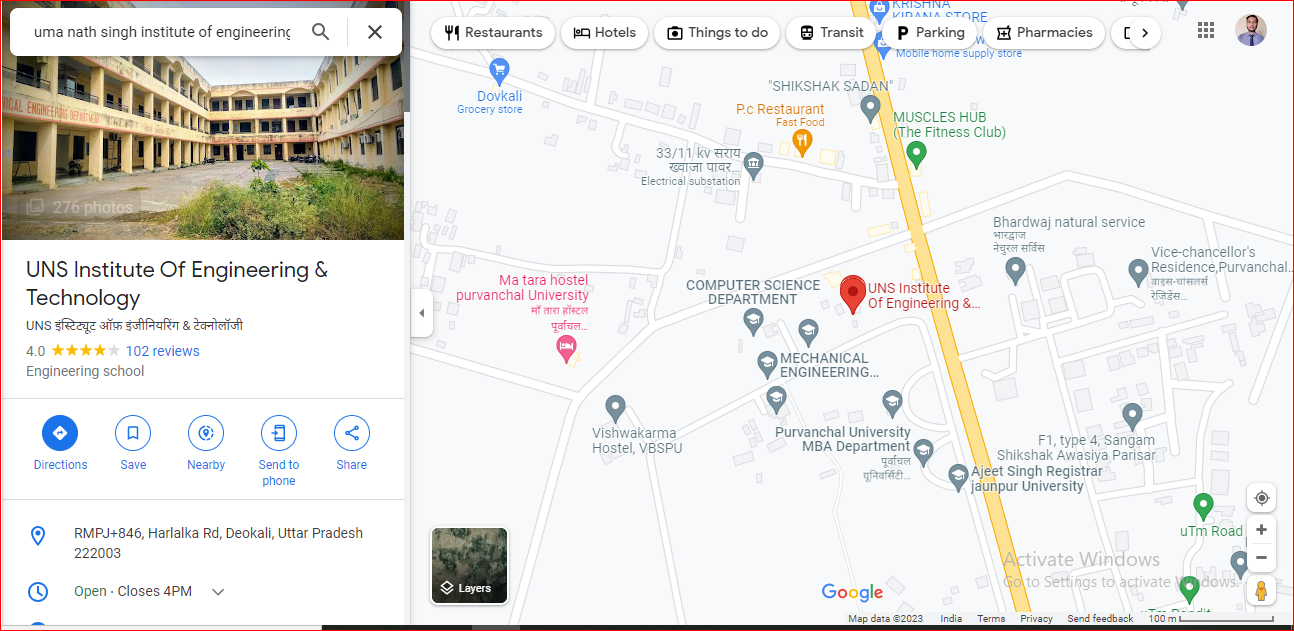 uma nath singh institute of engineering
NICAL ENGINEERING DEPARTMENT
276 photos
UNS Institute Of Engineering &
Technology
UNS इंस्टिट्यूट ऑफ़ इंजीनियरिंग & टेक्नोलॉजी
4.0
102 reviews
Engineering school
Directions
Save
Nearby
Send to
phone
Share
RMPJ+846, Harlalka Rd, Deokali, Uttar Pradesh
222003
Open · Closes 4PM
Restaurants
Hotels
Things to do
Transit
Parking
Pharmacies
KRISHNA
KIRANA STORE
Mobile home supply store
Dovkali
Grocery store
"SHIKSHAK SADAN"
P.c Restaurant
Fast Food
MUSCLES HUB
(The Fitness Club)
33/11 kv सराय
ख्वाजा पावर...
Electrical substation
Bhardwaj natural service
भारद्वाज
नेचुरल सर्विस
Vice-chancellor's
Residence,Purvanchal...
वाइस-चांसलर्स
रेजिडेंस...
Ma tara hostel
purvanchal University
माँ तारा हॉस्टल
पूर्वांचल...
COMPUTER SCIENCE
DEPARTMENT
UNS Institute
Of Engineering &...
MECHANICAL
ENGINEERING...
Vishwakarma
Hostel, VBSPU
Purvanchal University
MBA Department
पूर्वांचल
यूनिवर्सिटी...
F1, type 4, Sangam
Shikshak Awasiya Parisar
Ajeet Singh Registrar
jaunpur University
uTm Road
uTm Pandit
Layers
Activate Windows
Go to Settings to activate Windows.
Google
Map data ©2023
India
Terms
Privacy
Send feedback
100 m